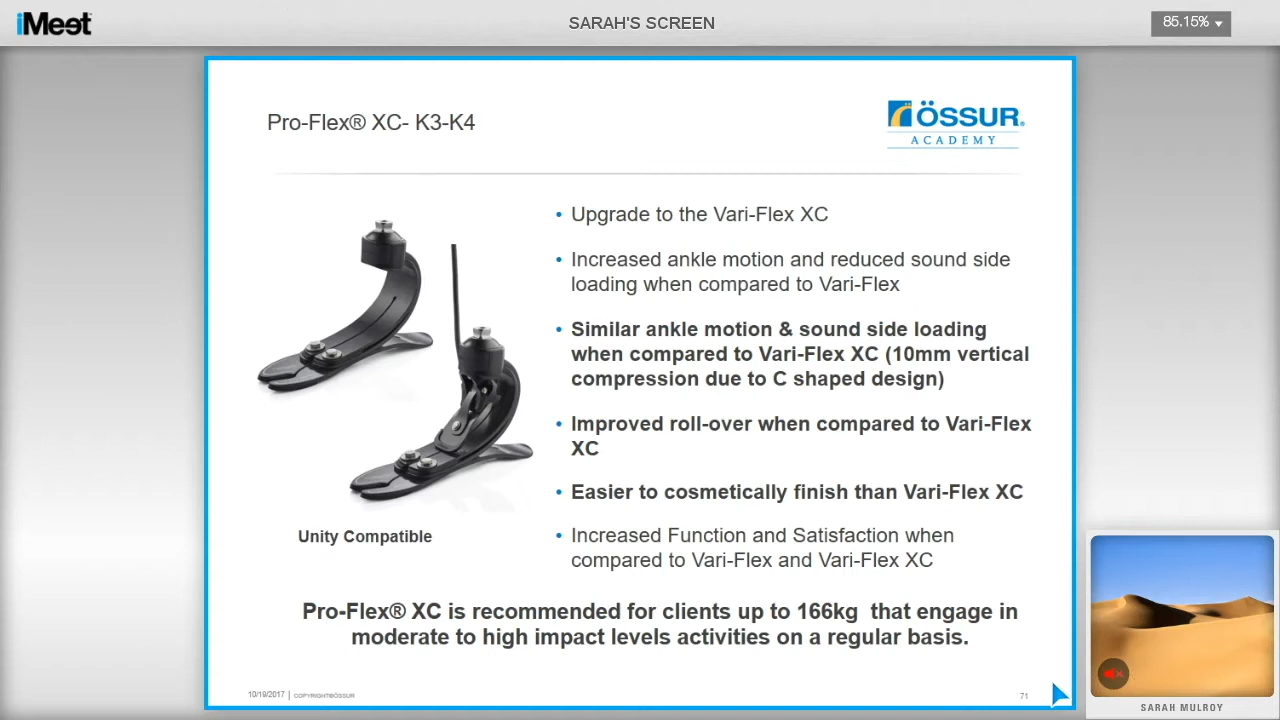 iMeet
SARAH'S SCREEN
85.15%
Pro-Flex® XC- K3-K4
ÖSSUR®
ACADEMY
• Upgrade to the Vari-Flex XC
• Increased ankle motion and reduced sound side
loading when compared to Vari-Flex
• Similar ankle motion & sound side loading
when compared to Vari-Flex XC (10mm vertical
compression due to C shaped design)
• Improved roll-over when compared to Vari-Flex
XC
• Easier to cosmetically finish than Vari-Flex XC
Unity Compatible
• Increased Function and Satisfaction when
compared to Vari-Flex and Vari-Flex XC
Pro-Flex® XC is recommended for clients up to 166kg that engage in
moderate to high impact levels activities on a regular basis.
10/19/2017 | COPYRIGHT©ÖSSUR
71
SARAH MULROY